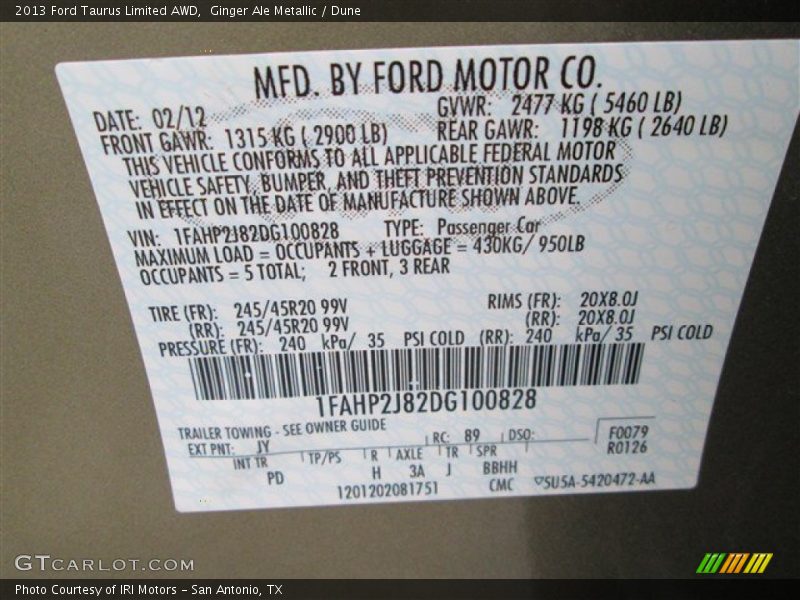 2013 Ford Taurus Limited AWD, Ginger Ale Metallic / Dune
MFD. BY FORD MOTOR CO.
DATE: 02/12 GVWR: 2477 KG ( 5460 LB)
FRONT GAWR: 1315 KG ( 2900 LB) REAR GAWR: 1198 KG ( 2640 LB)
THIS VEHICLE CONFORMS TO ALL APPLICABLE FEDERAL MOTOR
VEHICLE SAFETY, BUMPER, AND THEFT PREVENTION STANDARDS
IN EFFECT ON THE DATE OF MANUFACTURE SHOWN ABOVE.
VIN: 1FAHP2J82DG100828 TYPE: Passenger Car
MAXIMUM LOAD = OCCUPANTS + LUGGAGE = 430KG/ 950LB
OCCUPANTS = 5 TOTAL; 2 FRONT, 3 REAR
TIRE (FR): 245/45R20 99V RIMS (FR): 20X8.0J
(RR): 245/45R20 99V (RR): 20X8.0J
PRESSURE (FR): 240 kPa/ 35 PSI COLD (RR): 240 kPa/ 35 PSI COLD
1FAHP2J82DG100828
TRAILER TOWING - SEE OWNER GUIDE
EXT PNT: JY RC: 89 DSO: F0079
R0126
INT TR TP/PS R AXLE TR SPR
PD H 3A J BBHH
1201202081751 CMC ▽5U5A-5420472-AA
GTCARLOT.COM
Photo Courtesy of IRI Motors – San Antonio, TX